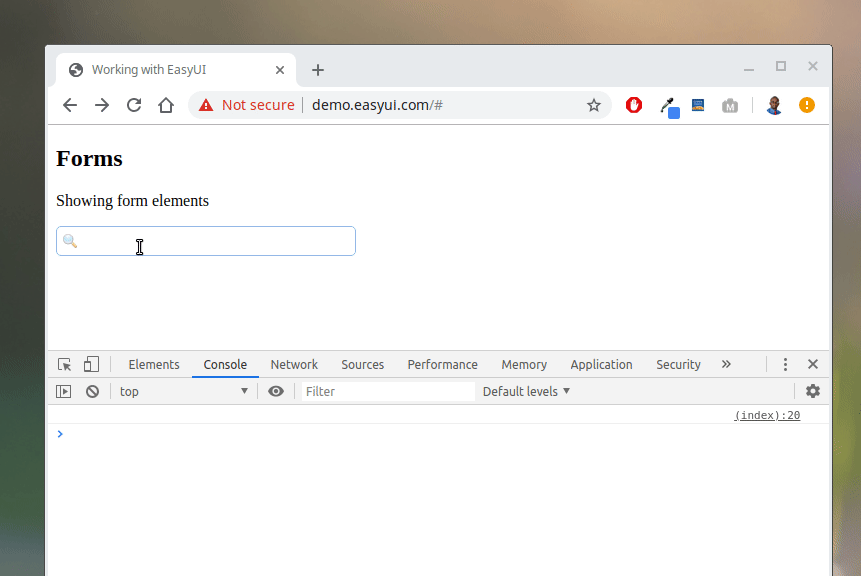 Working with EasyUI
Not secure demo.easyui.com/#
M
Forms
Showing form elements
Elements Console Network Sources Performance Memory Application Security »
top Filter Default levels
(index):20